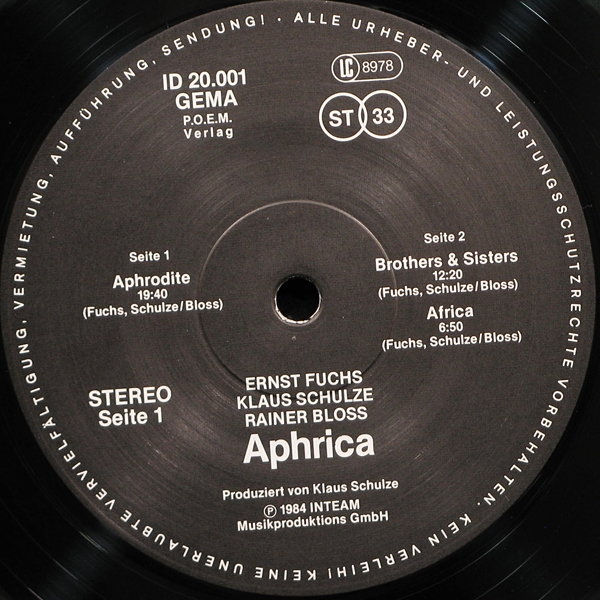 · ALLE URHEBER- UND LEISTUNGSSCHUTZRECHTE VORBEHALTEN. KEIN VERLEIH! KEINE UNERLAUBTE VERVIELFÄLTIGUNG, VERMIETUNG, AUFFÜHRUNG, SENDUNG!
ID 20.001
GEMA
P.O.E.M.
Verlag
LC 8978
ST 33
Seite 1
Aphrodite
19:40
(Fuchs, Schulze/Bloss)
Seite 2
Brothers & Sisters
12:20
(Fuchs, Schulze/Bloss)
Africa
6:50
(Fuchs, Schulze/Bloss)
STEREO
Seite 1
ERNST FUCHS
KLAUS SCHULZE
RAINER BLOSS
Aphrica
Produziert von Klaus Schulze
Ⓟ 1984 INTEAM
Musikproduktions GmbH